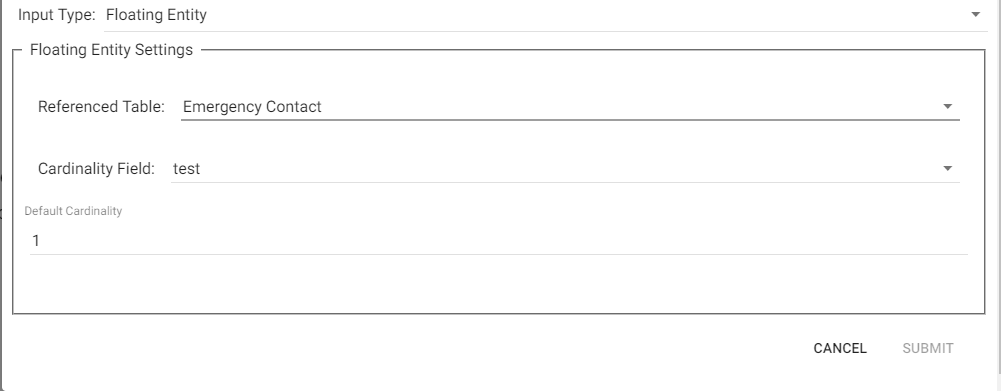 Input Type: Floating Entity
Floating Entity Settings
Referenced Table: Emergency Contact
Cardinality Field: test
Default Cardinality
1
CANCEL SUBMIT